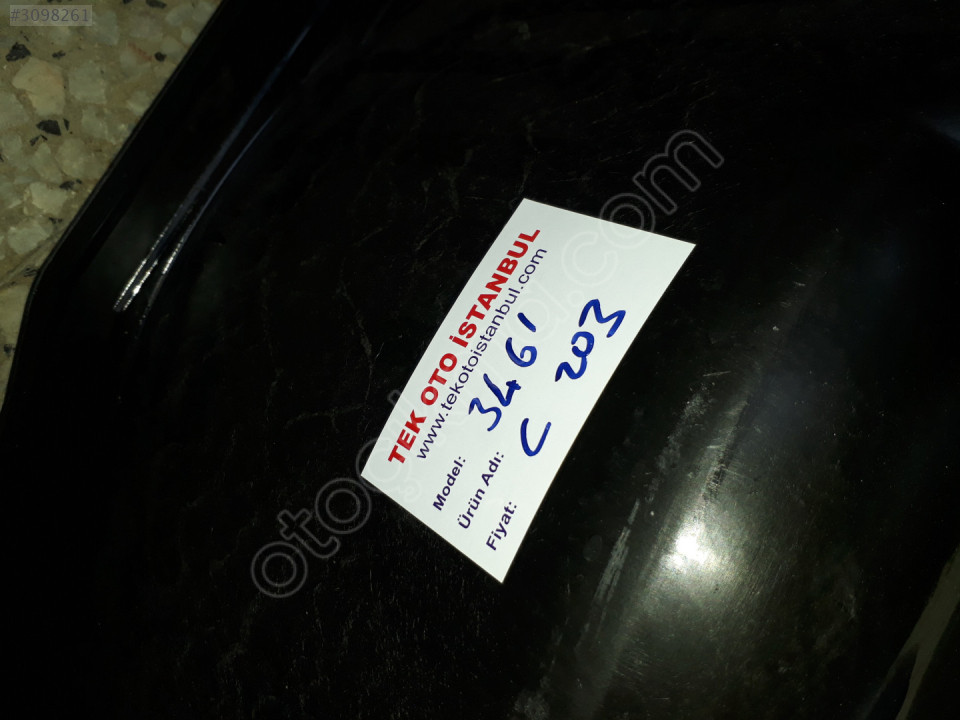 #3098261
TEK OTO İSTANBUL
www.tekotoistanbul.com
Model: 3461
Ürün Adı: C 203
Fiyat: